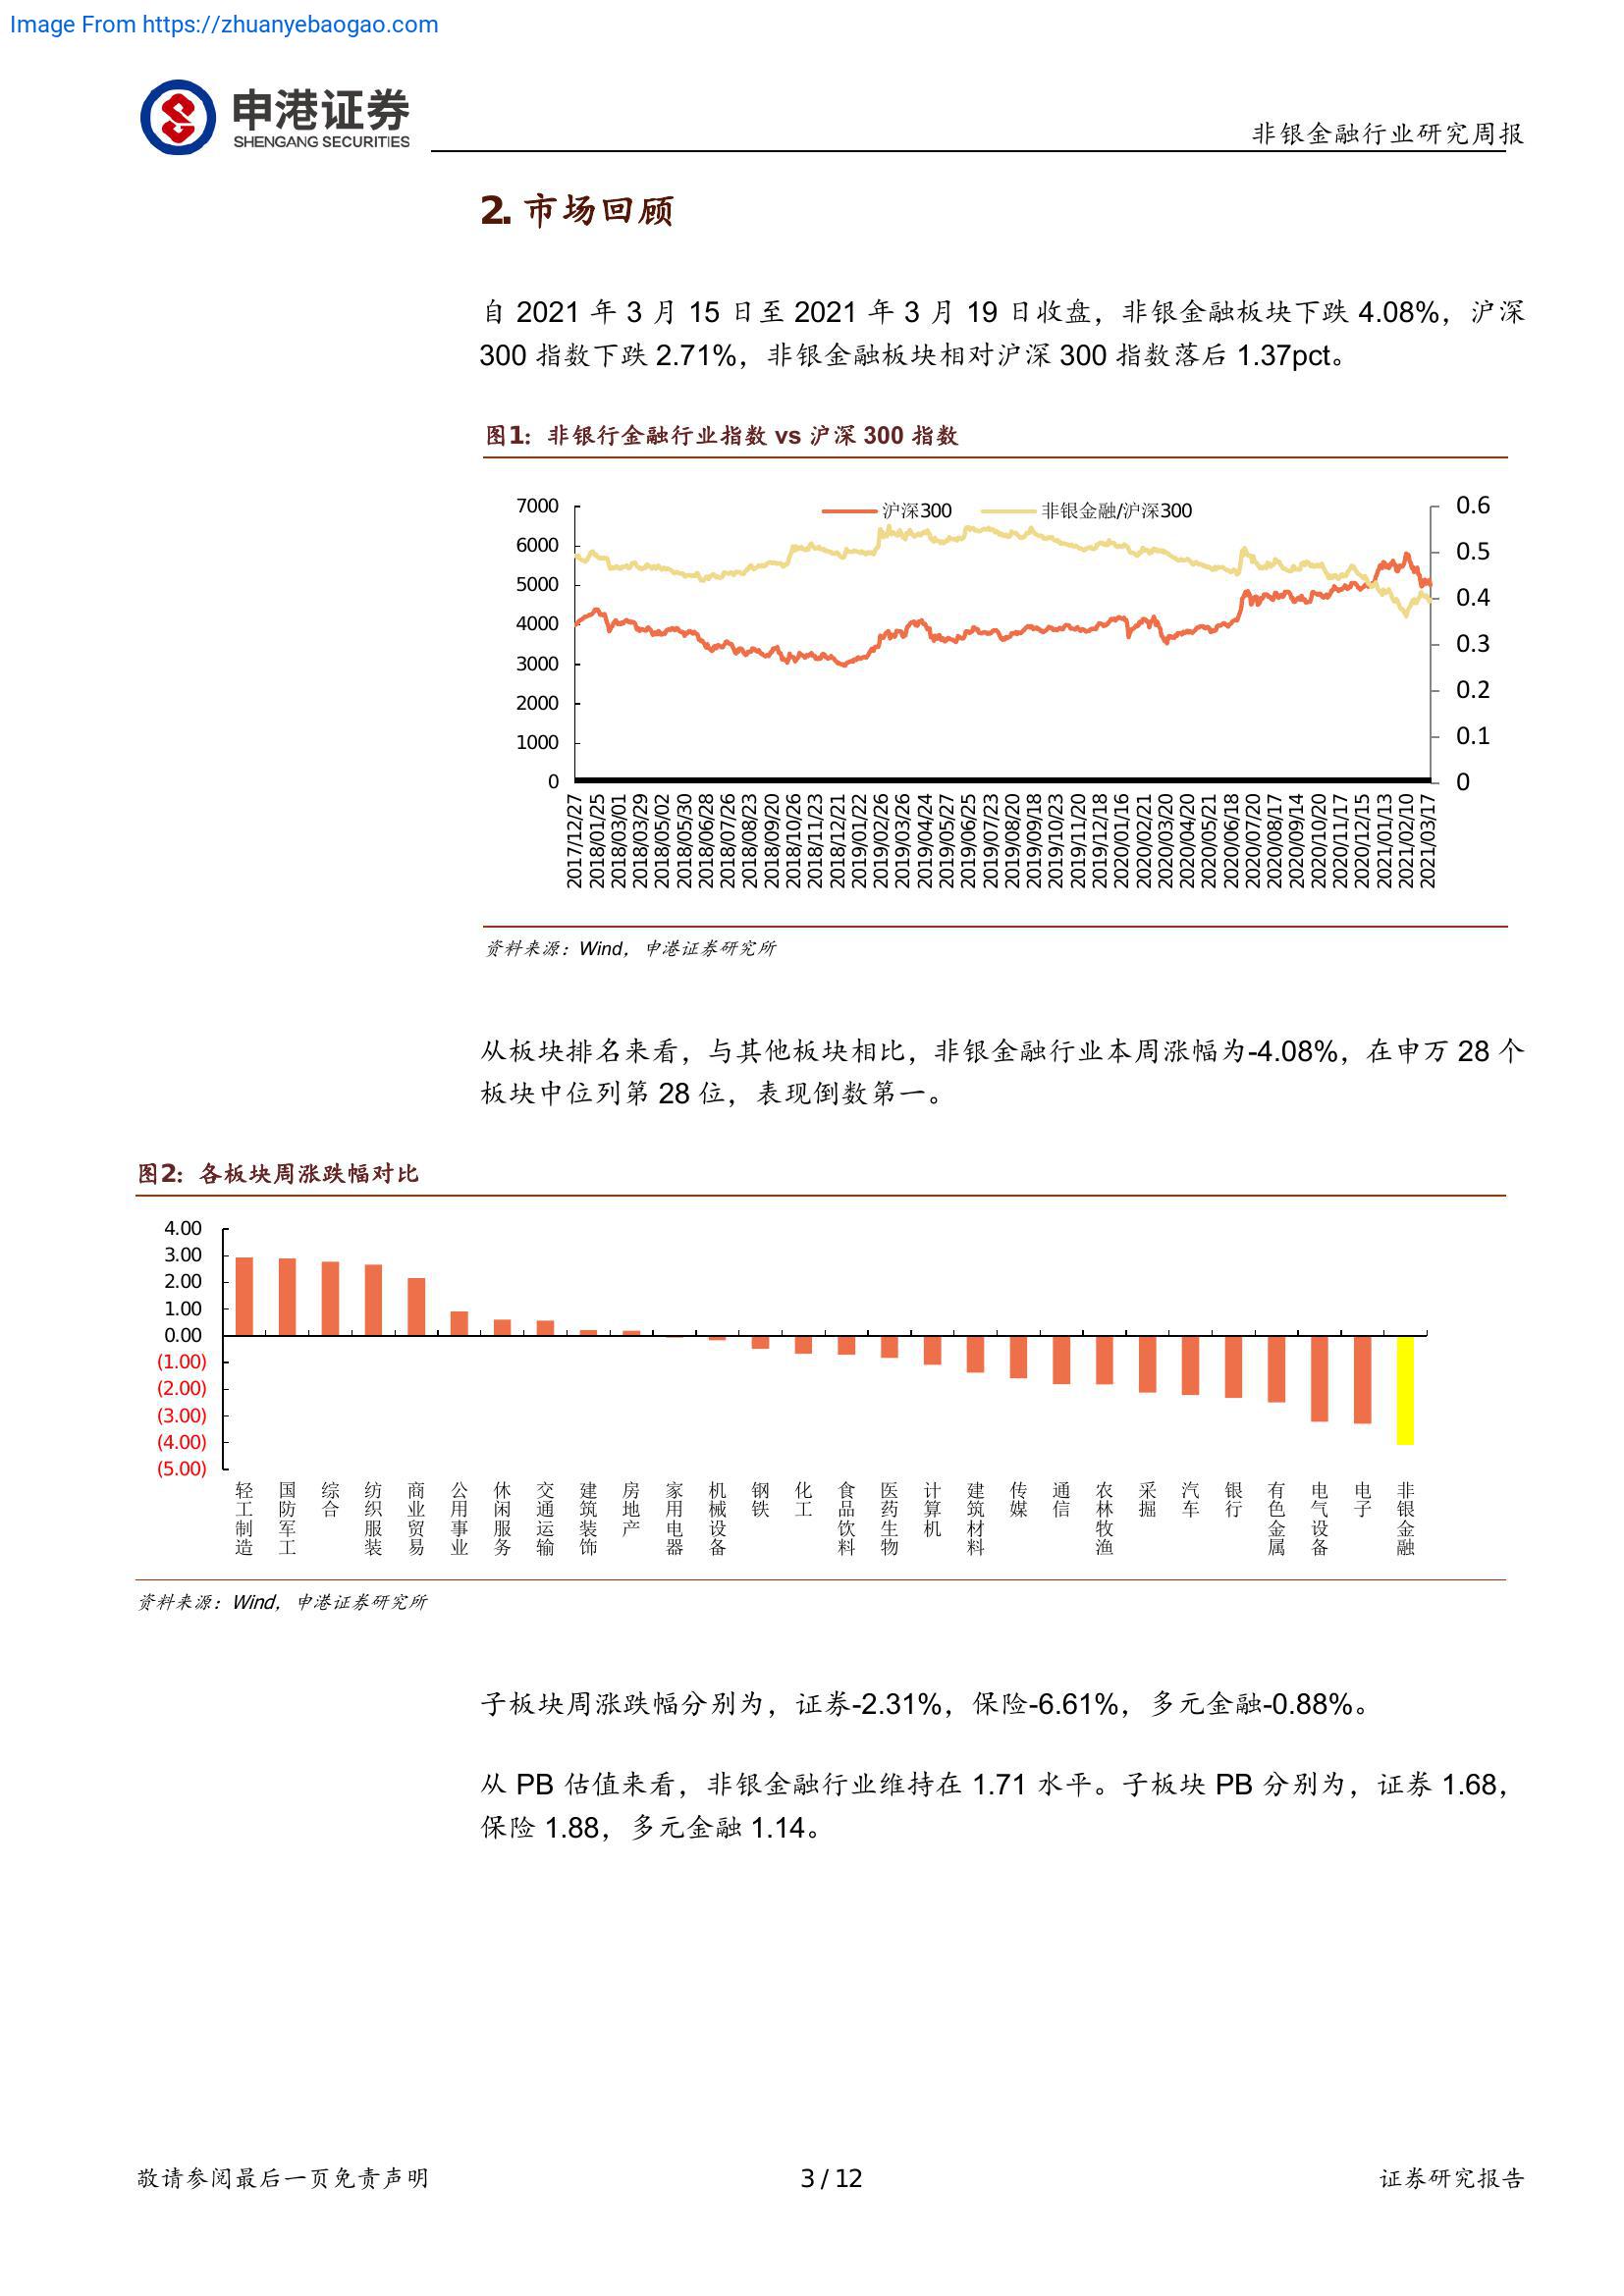 Image From https://zhuanyebaogao.com
申港证券
SHENGANG SECURITIES
非银金融行业研究周报
2. 市场回顾
自 2021 年 3 月 15 日至 2021 年 3 月 19 日收盘，非银金融板块下跌 4.08%，沪深
300 指数下跌 2.71%，非银金融板块相对沪深 300 指数落后 1.37pct。
图1：非银行金融行业指数 vs 沪深 300 指数
沪深300 非银金融/沪深300
7000
6000
5000
4000
3000
2000
1000
0
0.6
0.5
0.4
0.3
0.2
0.1
0
2017/12/27
2018/01/25
2018/03/01
2018/03/29
2018/05/02
2018/05/30
2018/06/28
2018/07/26
2018/08/23
2018/09/20
2018/10/26
2018/11/23
2018/12/21
2019/01/22
2019/02/26
2019/03/26
2019/04/24
2019/05/27
2019/06/25
2019/07/23
2019/08/20
2019/09/18
2019/10/23
2019/11/20
2019/12/18
2020/01/16
2020/02/21
2020/03/20
2020/04/20
2020/05/21
2020/06/18
2020/07/20
2020/08/17
2020/09/14
2020/10/20
2020/11/17
2020/12/15
2021/01/13
2021/02/10
2021/03/17
资料来源：Wind，申港证券研究所
从板块排名来看，与其他板块相比，非银金融行业本周涨幅为-4.08%，在申万 28 个
板块中位列第 28 位，表现倒数第一。
图2：各板块周涨跌幅对比
4.00
3.00
2.00
1.00
0.00
(1.00)
(2.00)
(3.00)
(4.00)
(5.00)
轻工制造
国防军工
综合
纺织服装
商业贸易
公用事业
休闲服务
交通运输
建筑装饰
房地产
家用电器
机械设备
钢铁
化工
食品饮料
医药生物
计算机
建筑材料
传媒
通信
农林牧渔
采掘
汽车
银行
有色金属
电气设备
电子
非银金融
资料来源：Wind，申港证券研究所
子板块周涨跌幅分别为，证券-2.31%，保险-6.61%，多元金融-0.88%。
从 PB 估值来看，非银金融行业维持在 1.71 水平。子板块 PB 分别为，证券 1.68，
保险 1.88，多元金融 1.14。
敬请参阅最后一页免责声明
3 / 12
证券研究报告